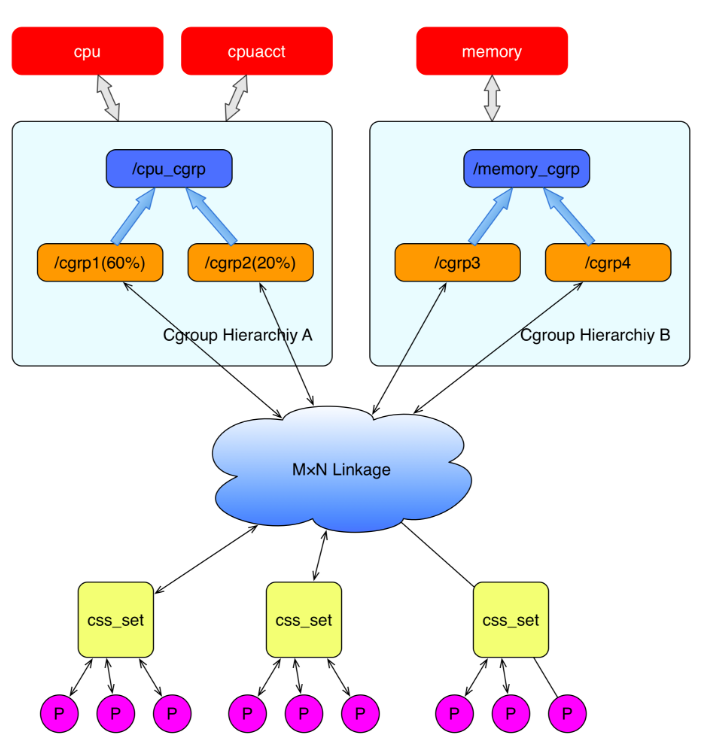 cpu
cpuacct
memory
/cpu_cgrp
/memory_cgrp
/cgrp1(60%)
/cgrp2(20%)
/cgrp3
/cgrp4
Cgroup Hierarchiy A
Cgroup Hierarchiy B
M×N Linkage
css_set
css_set
css_set
P
P
P
P
P
P
P
P
P